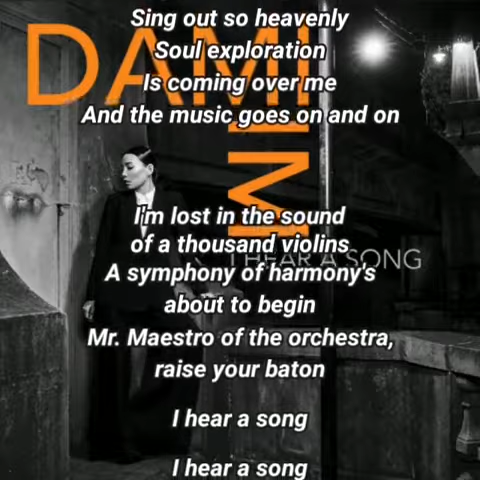 DAMI IM
Sing out so heavenly
Soul exploration
Is coming over me
And the music goes on and on
I'm lost in the sound
of a thousand violins
I HEAR A SONG
A symphony of harmony's
about to begin
Mr. Maestro of the orchestra,
raise your baton
I hear a song
I hear a song